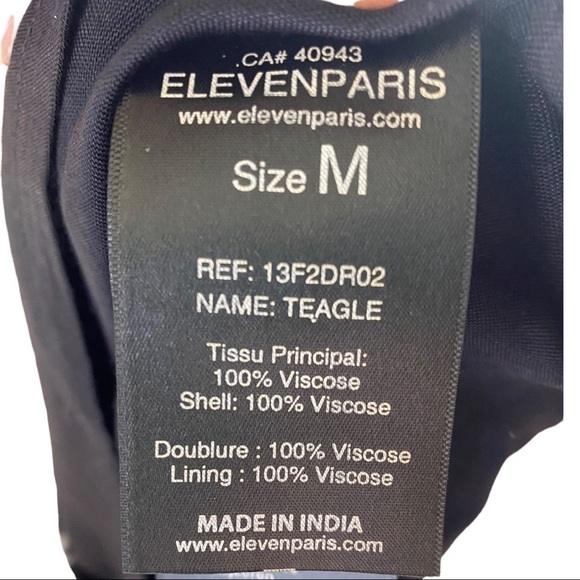 CA# 40943
ELEVENPARIS
www.elevenparis.com
Size M
REF: 13F2DR02
NAME: TEAGLE
Tissu Principal:
100% Viscose
Shell: 100% Viscose
Doublure : 100% Viscose
Lining : 100% Viscose
MADE IN INDIA
www.elevenparis.com